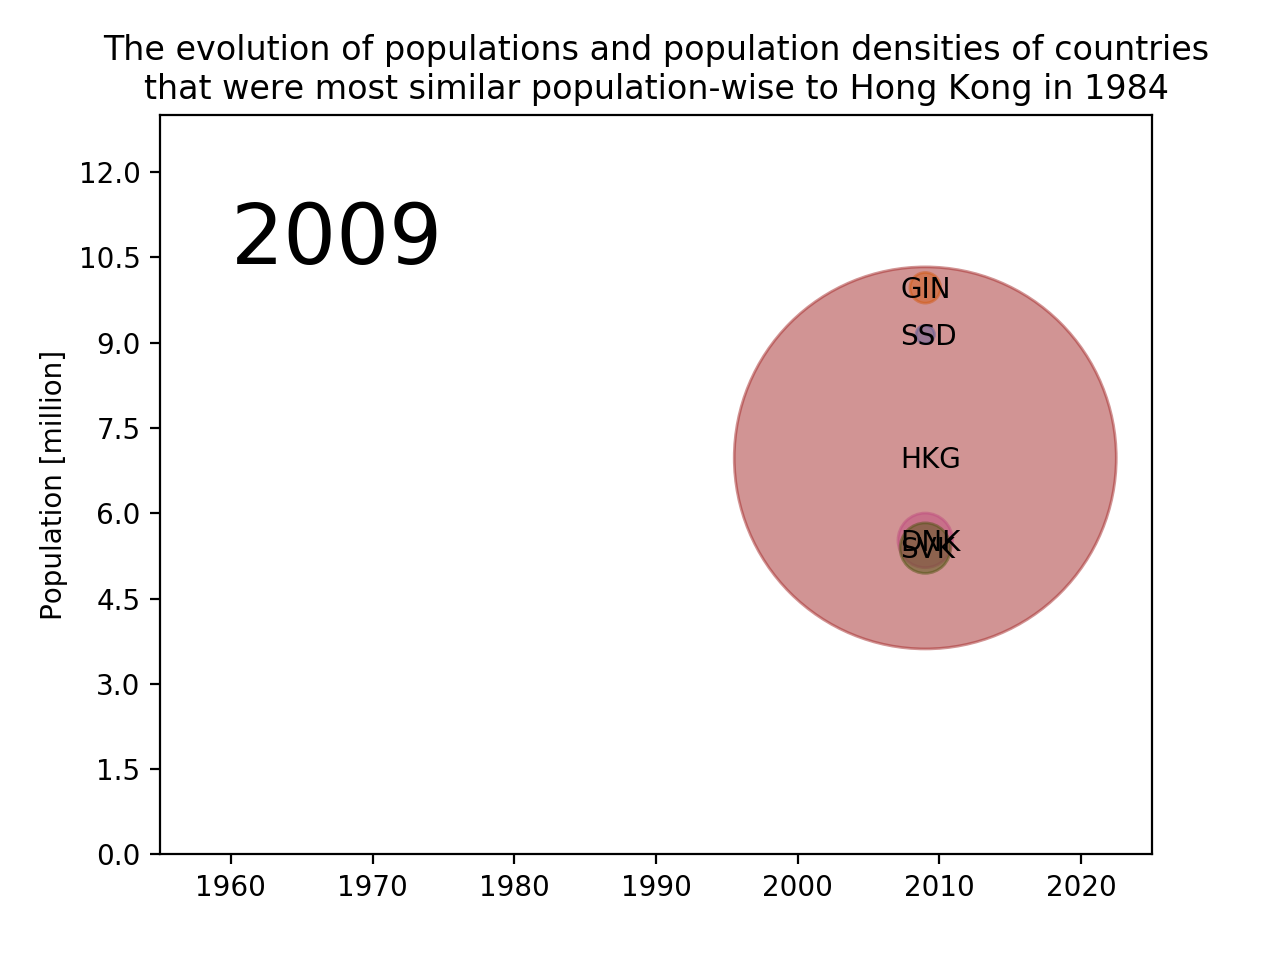 The evolution of populations and population densities of countries
that were most similar population-wise to Hong Kong in 1984
2009
Population [million]
12.0
10.5
9.0
7.5
6.0
4.5
3.0
1.5
0.0
GIN
SSD
HKG
DNK
SVK
1960 1970 1980 1990 2000 2010 2020